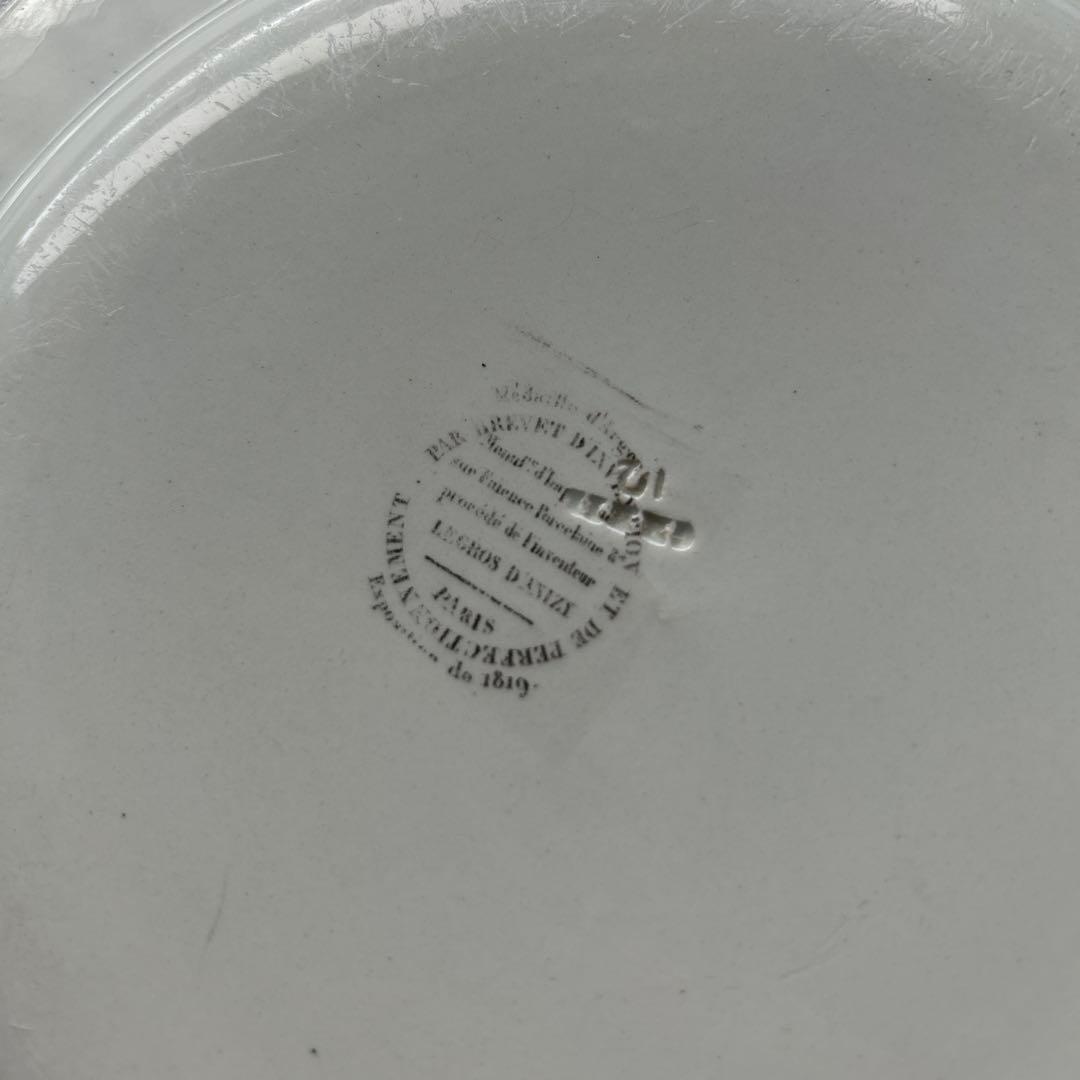 Médaille d'Arg
PAR BREVET D'INV ET DE PERFECTIONNEMENT
Manuf.re d'Imp
sur Faience Porcelaine &a
procédé de l'inventeur
LEGROS D'ANIZY
PARIS
Exposition de 1819.